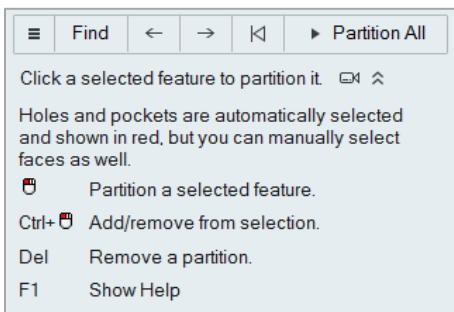 Find Partition All
Click a selected feature to partition it.
Holes and pockets are automatically selected
and shown in red, but you can manually select
faces as well.
Partition a selected feature.
Ctrl+ Add/remove from selection.
Del Remove a partition.
F1 Show Help